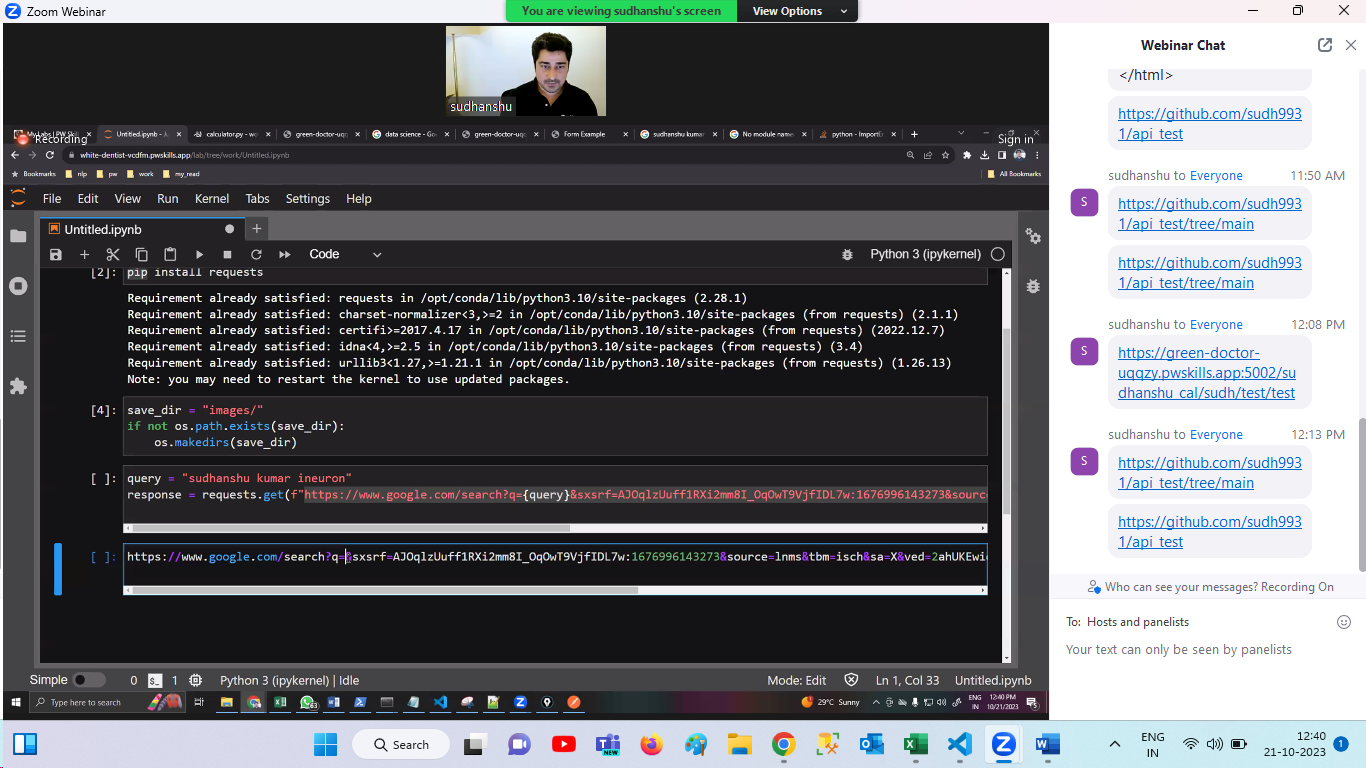 Zoom Webinar
You are viewing sudhanshu's screen
View Options
sudhanshu
Recording
Sign in
Untitled.ipynb - J
calculator.py - wo
green-doctor-uqq
data science - Go
green-doctor-uqq
Form Example
sudhanshu kumar
No module name
python - ImportE
white-dentist-vcdfm.pwskills.app/lab/tree/work/Untitled.ipynb
Bookmarks nlp pw work my_read All Bookmarks
File Edit View Run Kernel Tabs Settings Help
Untitled.ipynb
Code
Python 3 (ipykernel)
[2]: pip install requests
Requirement already satisfied: requests in /opt/conda/lib/python3.10/site-packages (2.28.1)
Requirement already satisfied: charset-normalizer<3,>=2 in /opt/conda/lib/python3.10/site-packages (from requests) (2.1.1)
Requirement already satisfied: certifi>=2017.4.17 in /opt/conda/lib/python3.10/site-packages (from requests) (2022.12.7)
Requirement already satisfied: idna<4,>=2.5 in /opt/conda/lib/python3.10/site-packages (from requests) (3.4)
Requirement already satisfied: urllib3<1.27,>=1.21.1 in /opt/conda/lib/python3.10/site-packages (from requests) (1.26.13)
Note: you may need to restart the kernel to use updated packages.
[4]: save_dir = "images/"
if not os.path.exists(save_dir):
os.makedirs(save_dir)
[ ]: query = "sudhanshu kumar ineuron"
response = requests.get(f"https://www.google.com/search?q={query}&sxsrf=AJOqlzUuff1RXi2mm8I_OqOwT9VjfIDL7w:1676996143273&source
[ ]: https://www.google.com/search?q=&sxsrf=AJOqlzUuff1RXi2mm8I_OqOwT9VjfIDL7w:1676996143273&source=lnms&tbm=isch&sa=X&ved=2ahUKEwi
Simple 0 1 Python 3 (ipykernel) | Idle
Mode: Edit Ln 1, Col 33 Untitled.ipynb
Type here to search
63
29°C Sunny
ENG 12:40 PM
IN 10/21/2023
Webinar Chat
</html>
https://github.com/sudh993
1/api_test
sudhanshu to Everyone 11:50 AM
S
https://github.com/sudh993
1/api_test/tree/main
https://github.com/sudh993
1/api_test/tree/main
sudhanshu to Everyone 12:08 PM
S
https://green-doctor-
uqqzy.pwskills.app:5002/su
dhanshu_cal/sudh/test/test
sudhanshu to Everyone 12:13 PM
S
https://github.com/sudh993
1/api_test/tree/main
https://github.com/sudh993
1/api_test
Who can see your messages? Recording On
To: Hosts and panelists
Your text can only be seen by panelists
Search
NEW
ENG
IN
12:40
21-10-2023
1